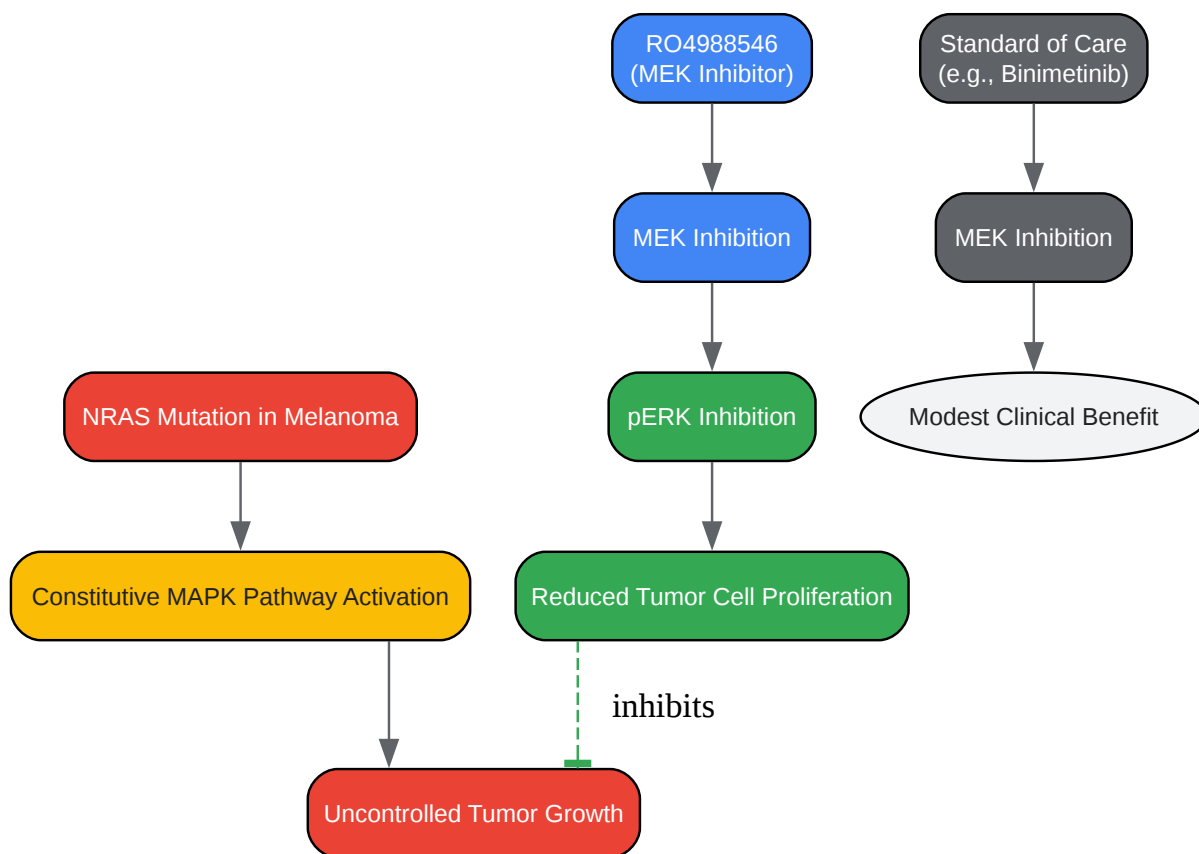 RO4988546
(MEK Inhibitor)
Standard of Care
(e.g., Binimetinib)
MEK Inhibition
MEK Inhibition
NRAS Mutation in Melanoma
pERK Inhibition
Modest Clinical Benefit
Constitutive MAPK Pathway Activation
Reduced Tumor Cell Proliferation
inhibits
Uncontrolled Tumor Growth